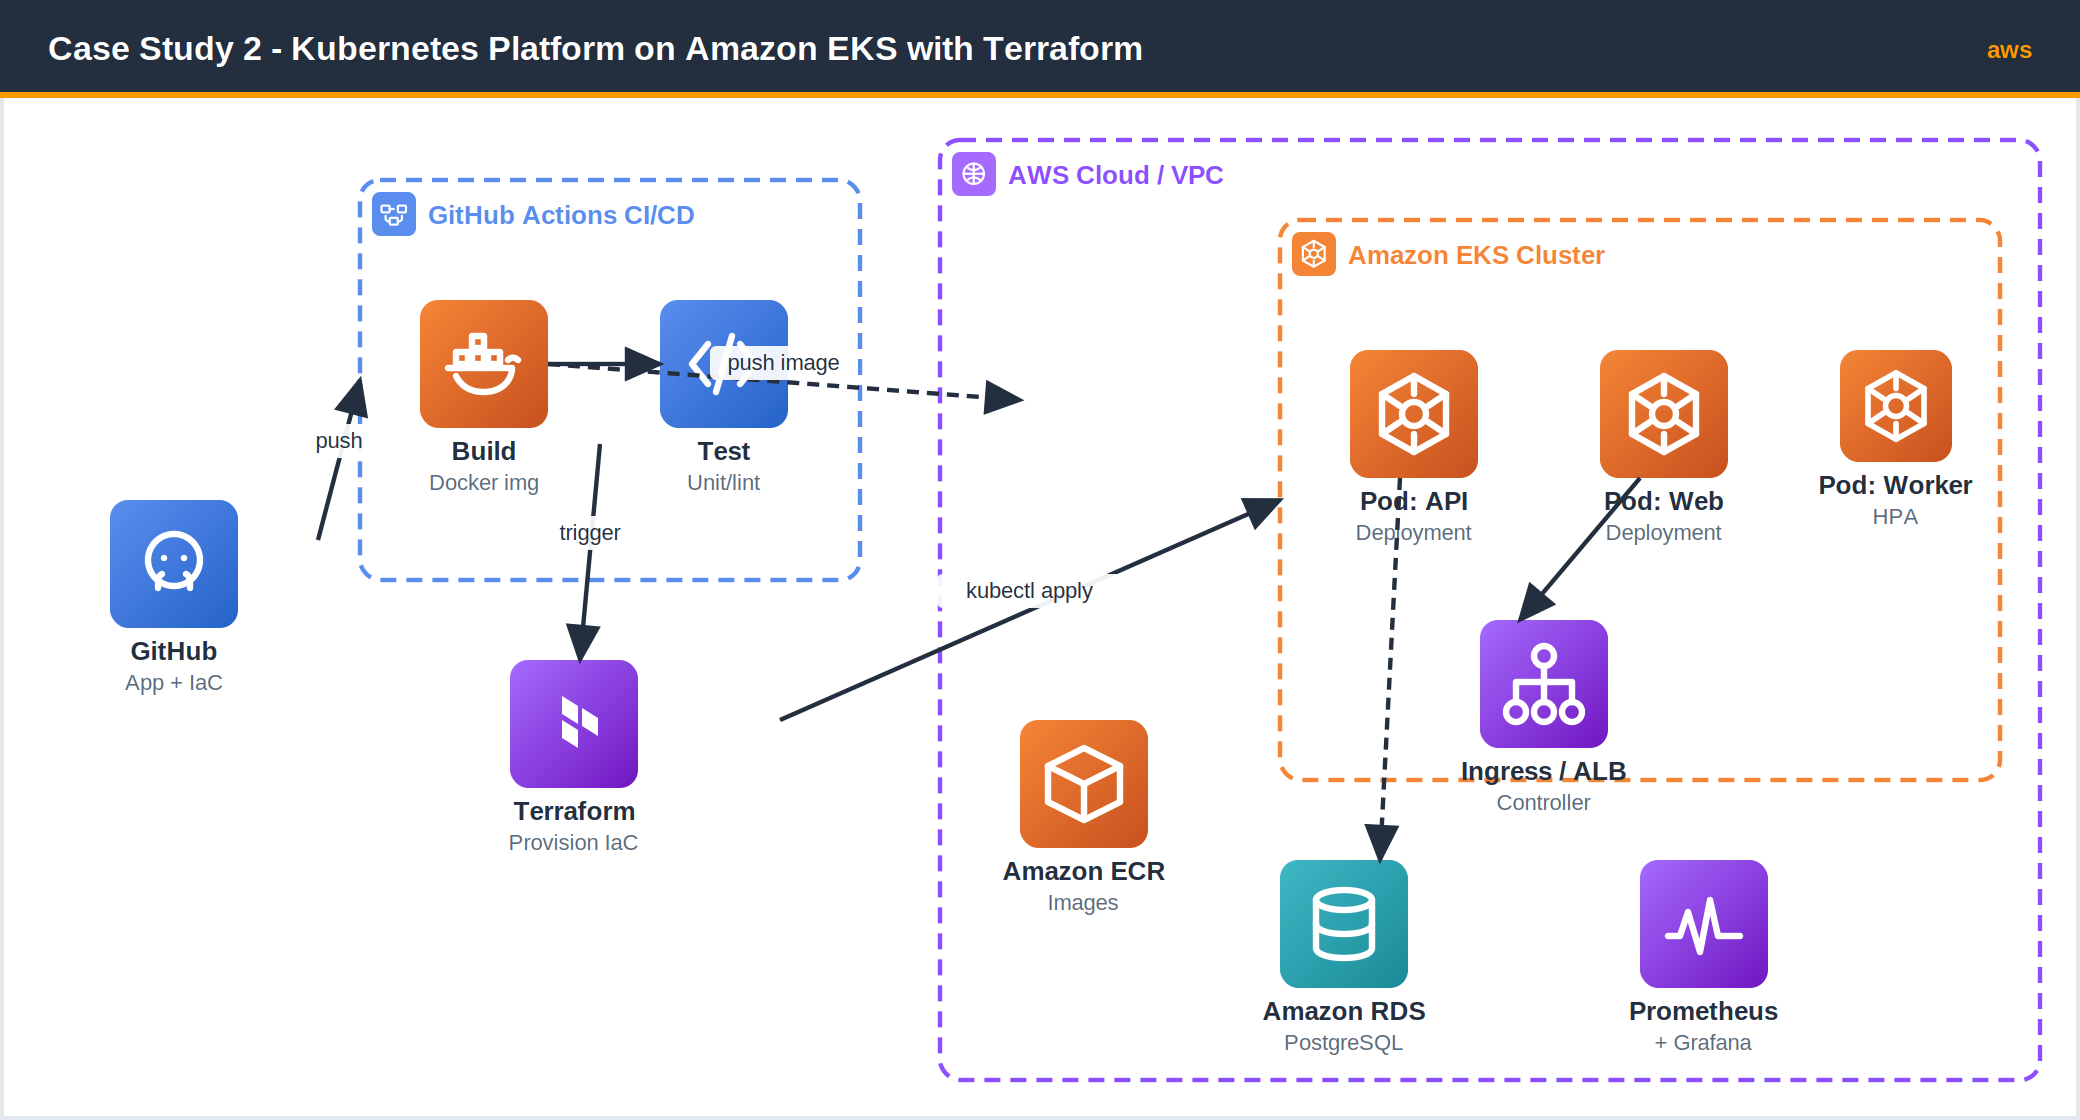 Case Study 2 - Kubernetes Platform on Amazon EKS with Terraform
aws
AWS Cloud / VPC
GitHub Actions CI/CD
Amazon EKS Cluster
push image
push
Build
Docker img
Test
Unit/lint
Pod: API
Deployment
Pod: Web
Deployment
Pod: Worker
HPA
trigger
kubectl apply
GitHub
App + IaC
Terraform
Provision IaC
Ingress / ALB
Controller
Amazon ECR
Images
Amazon RDS
PostgreSQL
Prometheus
+ Grafana